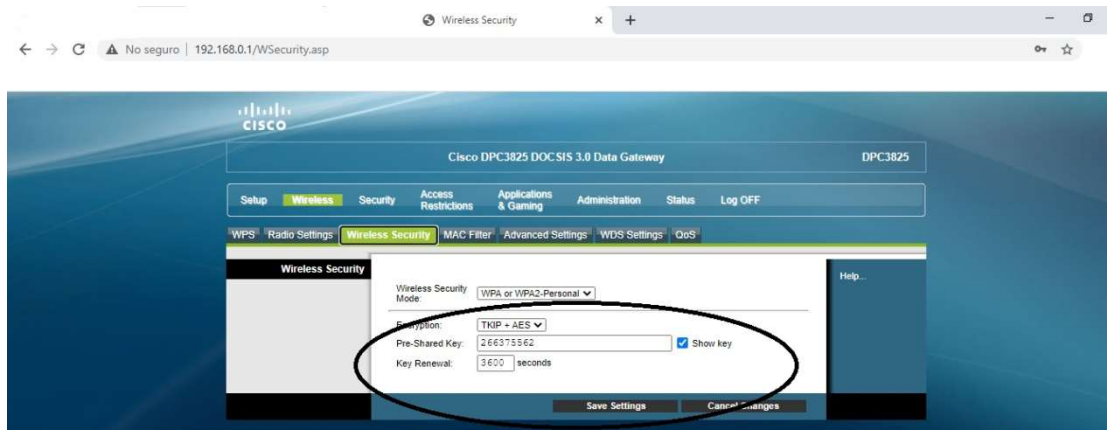 Wireless Security
No seguro | 192.168.0.1/WSecurity.asp
CISCO
Cisco DPC3825 DOCSIS 3.0 Data Gateway DPC3825
Setup Wireless Security Access Restrictions Applications & Gaming Administration Status Log OFF
WPS Radio Settings Wireless Security MAC Filter Advanced Settings WDS Settings QoS
Wireless Security
Help...
Wireless Security Mode: WPA or WPA2-Personal
Encryption: TKIP + AES
Pre-Shared Key: 266375562 Show key
Key Renewal: 3600 seconds
Save Settings Cancel Changes